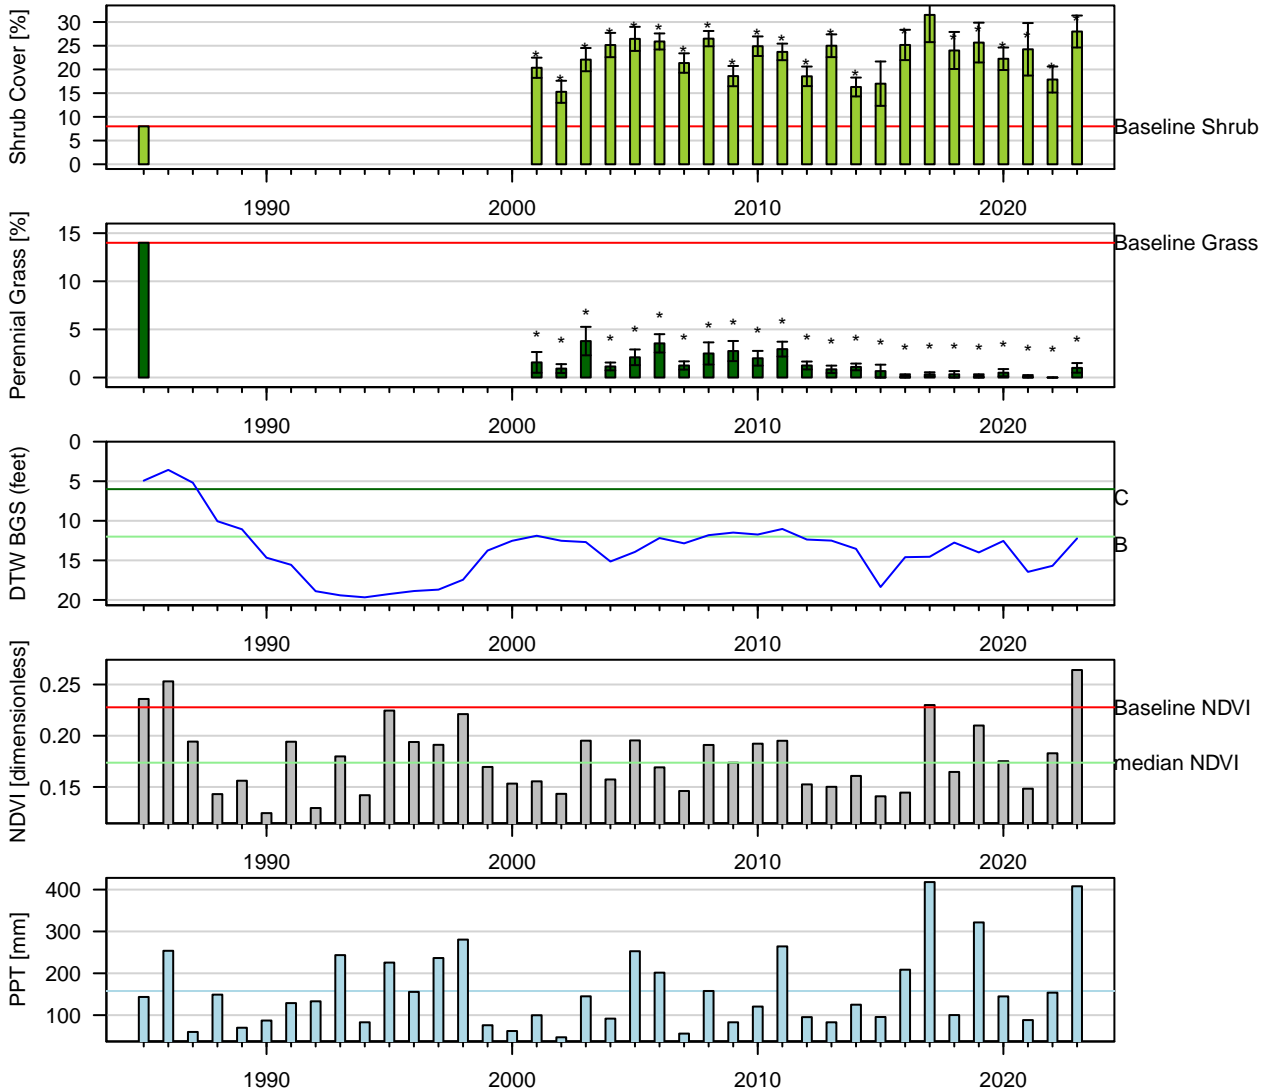 Shrub Cover [%]
30
25
20
15
10
5
0
Baseline Shrub
1990 2000 2010 2020
Perennial Grass [%]
15
10
5
0
Baseline Grass
1990 2000 2010 2020
DTW BGS (feet)
0
5
10
15
20
C
B
1990 2000 2010 2020
NDVI [dimensionless]
0.25
0.20
0.15
Baseline NDVI
median NDVI
1990 2000 2010 2020
PPT [mm]
400
300
200
100
1990 2000 2010 2020